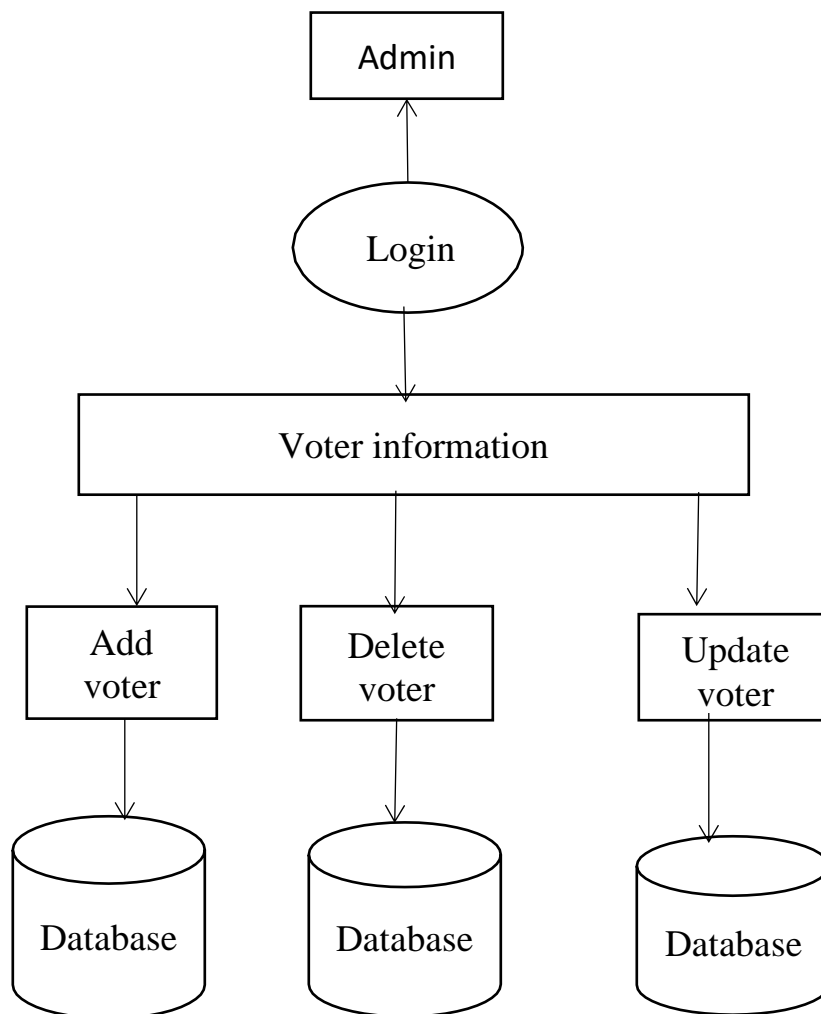 Admin
Login
Voter information
Add
voter
Delete
voter
Update
voter
Database
Database
Database